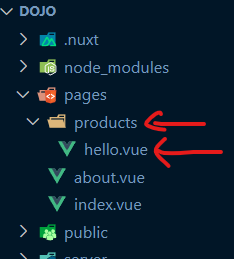 DOJO
.nuxt
node_modules
pages
products
hello.vue
about.vue
index.vue
public
server